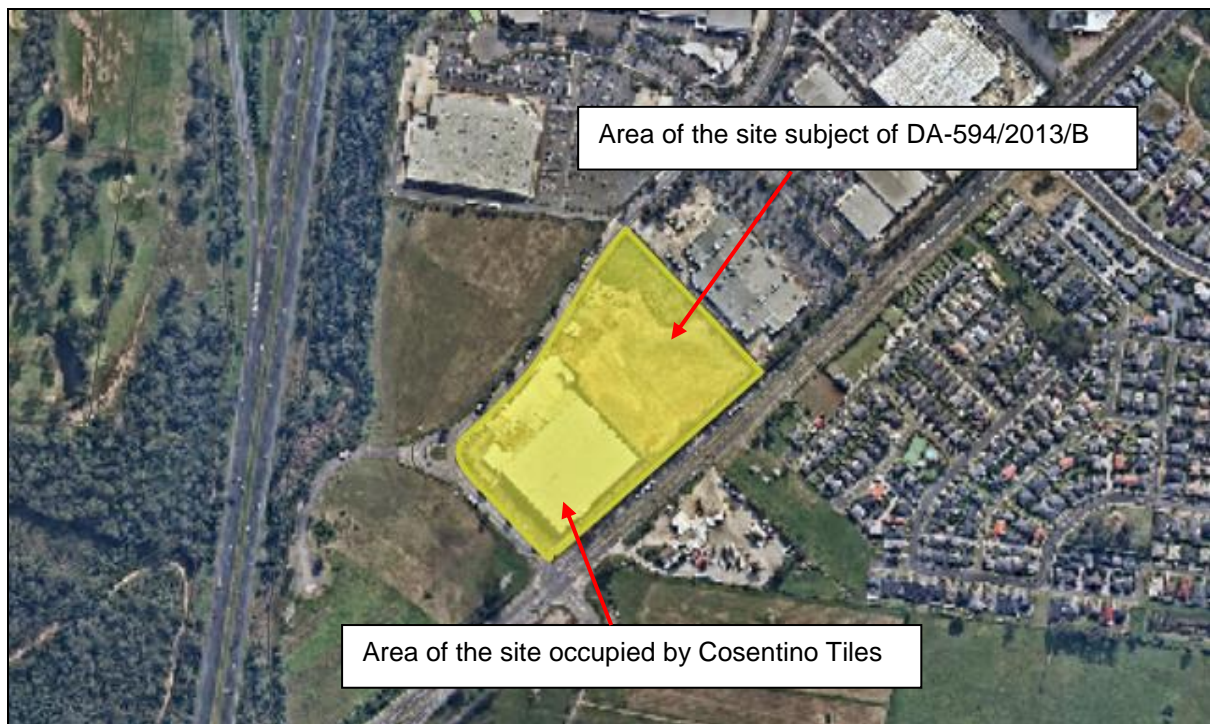 Area of the site subject of DA-594/2013/B
Area of the site occupied by Cosentino Tiles